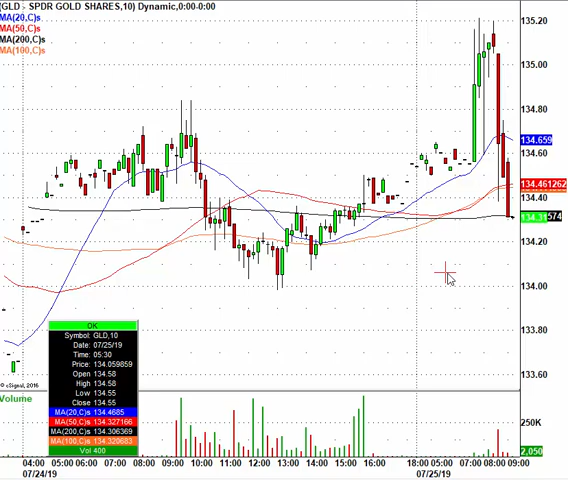 (GLD - SPDR GOLD SHARES,10) Dynamic,0:00-0:00
MA(20,C)s
MA(50,C)s
MA(200,C)s
MA(100,C)s
135.20
135.00
134.80
134.659
134.60
134.461262
134.40
134.31
574
134.20
134.00
133.80
133.60
OK
Symbol: GLD,10
Date: 07/25/19
Time: 05:30
Price: 134.059859
Open 134.58
High 134.58
Low 134.55
Close 134.55
MA(20,C)s 134.4685
MA(50,C)s 134.327166
MA(200,C)s 134.306369
MA(100,C)s 134.329683
Vol 400
© eSignal, 2016
Volume
250K
2,050
04:00 05:00 06:00 07:00 08:00 09:00 10:00 11:00 12:00 13:00 14:00 15:00 16:00 18:00 05:00 07:00 08:00 09:00
07/24/19 07/25/19